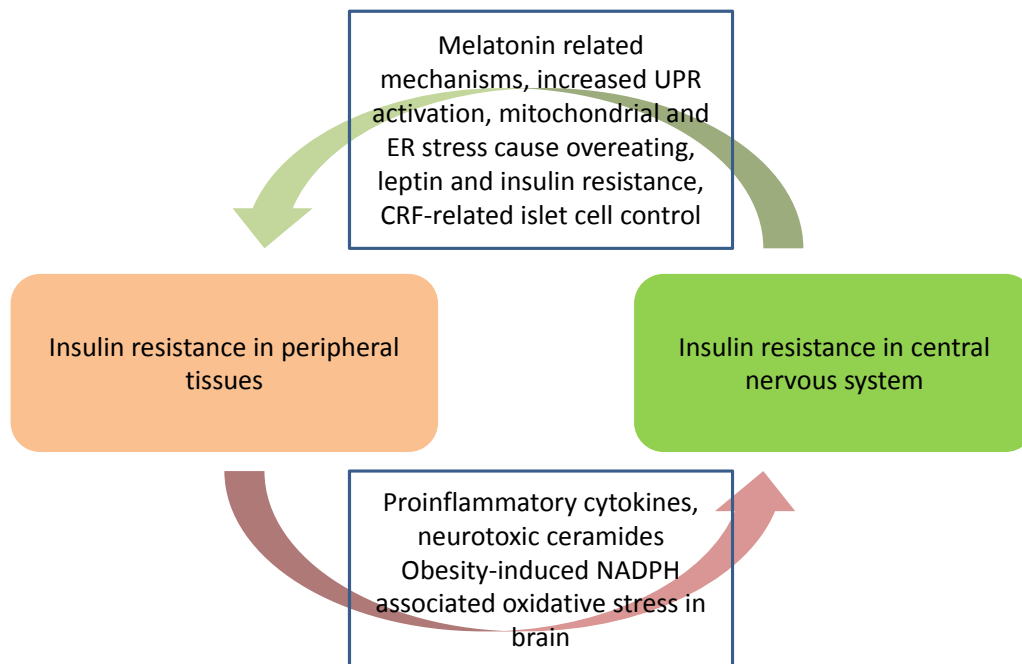 Melatonin related
mechanisms, increased UPR
activation, mitochondrial and
ER stress cause overeating,
leptin and insulin resistance,
CRF-related islet cell control
Insulin resistance in peripheral
tissues
Insulin resistance in central
nervous system
Proinflammatory cytokines,
neurotoxic ceramides
Obesity-induced NADPH
associated oxidative stress in
brain